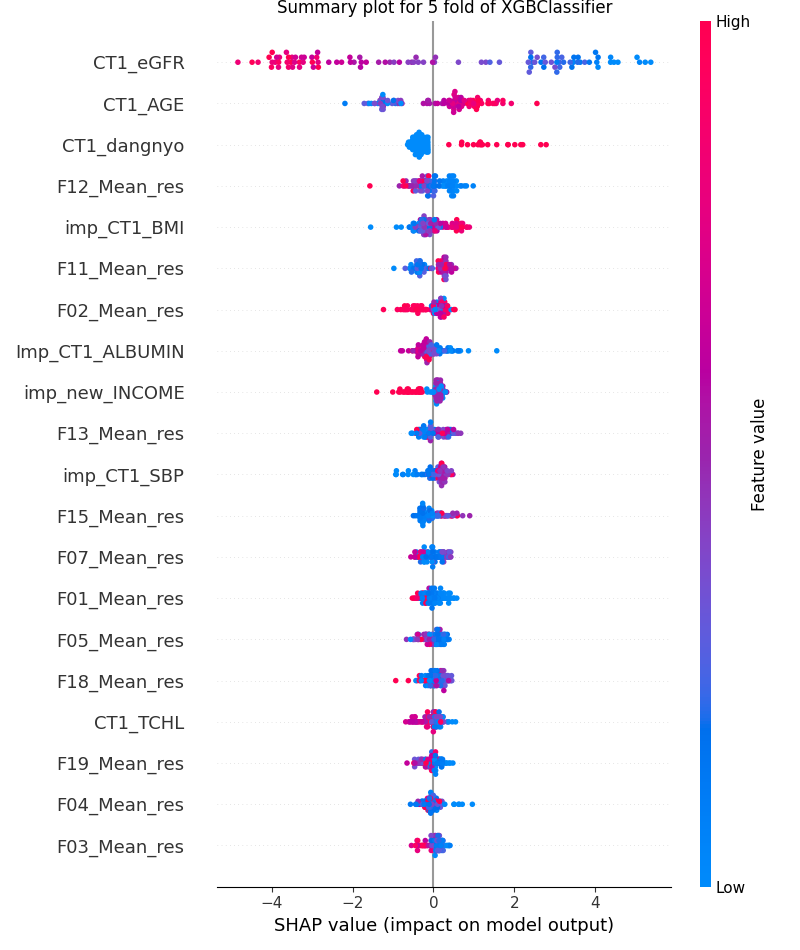 Summary plot for 5 fold of XGBClassifier
High
CT1_eGFR
CT1_AGE
CT1_dangnyo
F12_Mean_res
imp_CT1_BMI
F11_Mean_res
F02_Mean_res
Imp_CT1_ALBUMIN
imp_new_INCOME
F13_Mean_res
imp_CT1_SBP
F15_Mean_res
F07_Mean_res
F01_Mean_res
F05_Mean_res
F18_Mean_res
CT1_TCHL
F19_Mean_res
F04_Mean_res
F03_Mean_res
Feature value
Low
−4 −2 0 2 4
SHAP value (impact on model output)